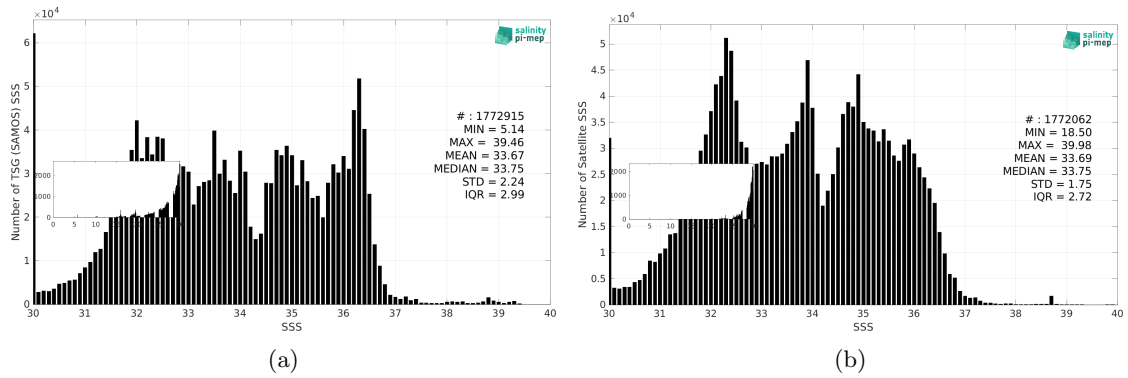 ×10⁴
6
5
4
3
2
1
0
Number of TSG (SAMOS) SSS
salinity
pi-mep
# : 1772915
MIN = 5.14
MAX = 39.46
MEAN = 33.67
MEDIAN = 33.75
STD = 2.24
IQR = 2.99
2000
1000
0
0 5 10
30 31 32 33 34 35 36 37 38 39 40
SSS
(a)
×10⁴
5
4.5
4
3.5
3
2.5
2
1.5
1
0.5
0
Number of Satellite SSS
salinity
pi-mep
# : 1772062
MIN = 18.50
MAX = 39.98
MEAN = 33.69
MEDIAN = 33.75
STD = 1.75
IQR = 2.72
2000
1000
0
0 5 10
30 31 32 33 34 35 36 37 38 39 40
SSS
(b)